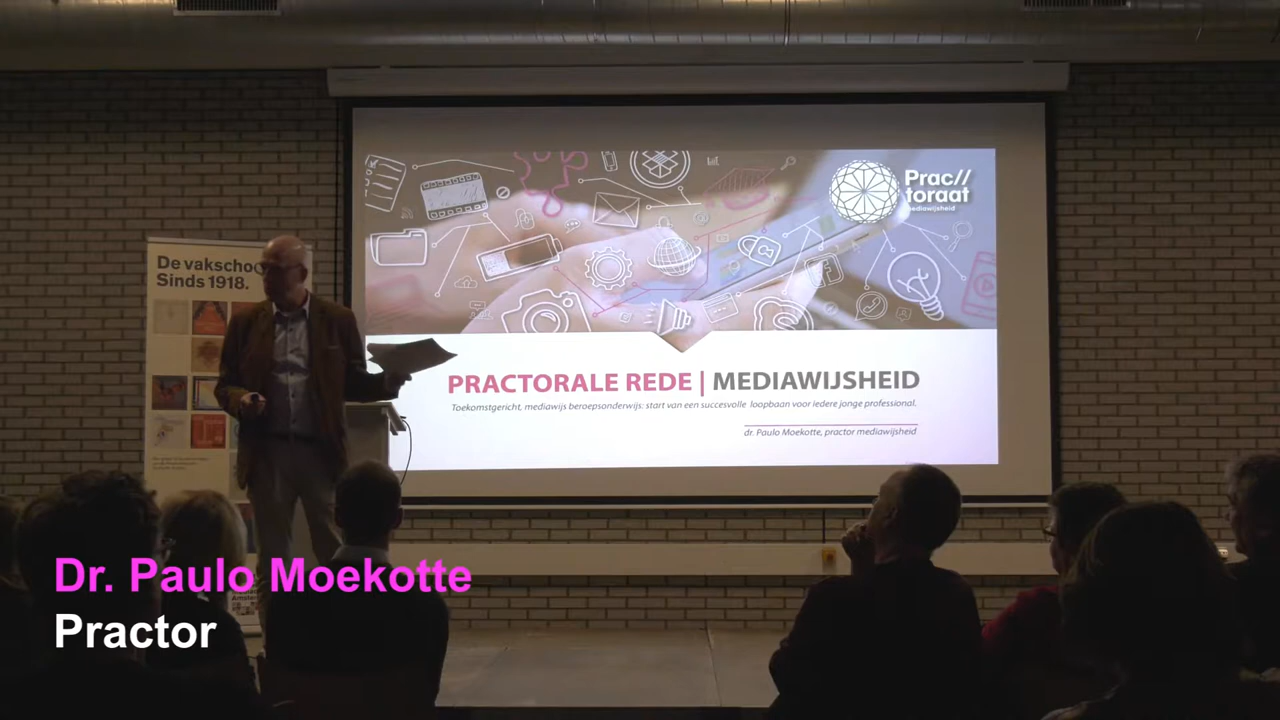 De vakschoo
Sinds 1918.
Prac//
toraat
mediawijsheid
PRACTORALE REDE | MEDIAWIJSHEID
Toekomstgericht, mediawijs beroepsonderwijs: start van een succesvolle loopbaan voor iedere jonge professional.
dr. Paulo Moekotte, practor mediawijsheid
Dr. Paulo Moekotte
Practor